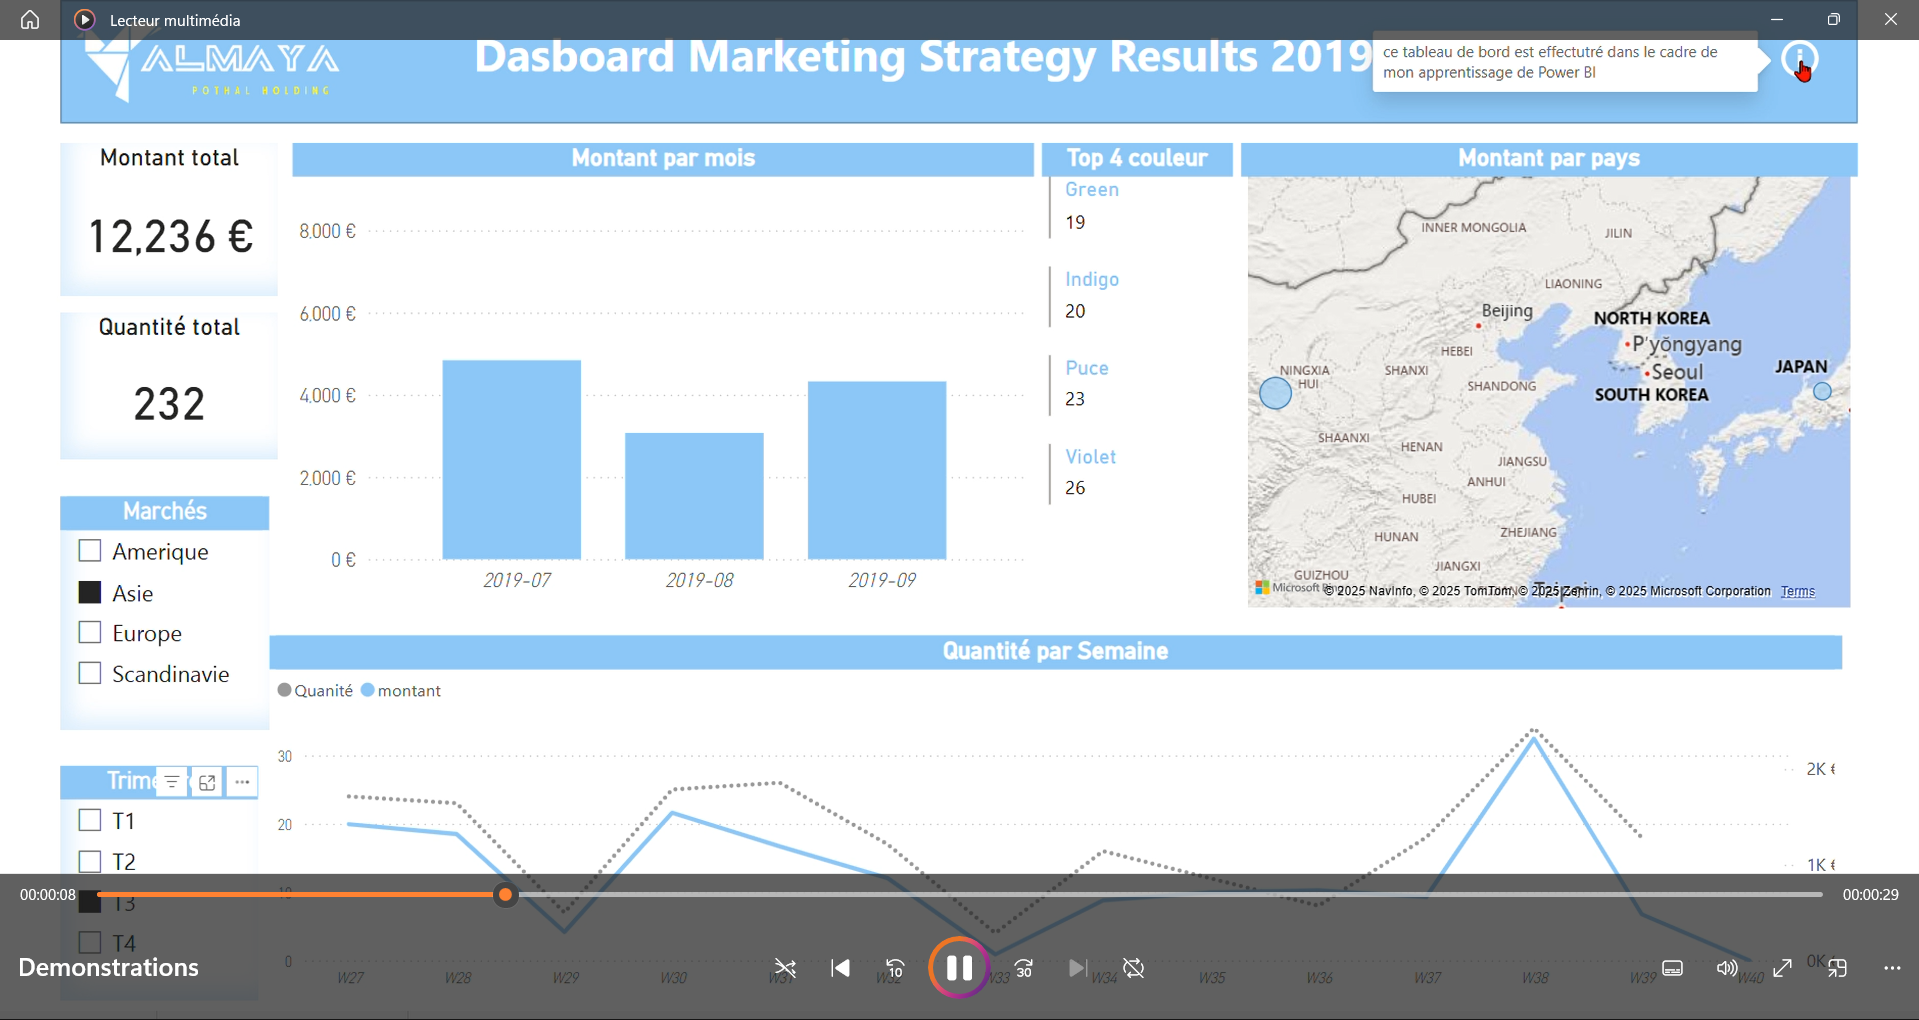 Lecteur multimédia
ALMAYA
POTHAL HOLDING
Dasboard Marketing Strategy Results 2019
ce tableau de bord est effectutré dans le cadre de
mon apprentissage de Power BI
Montant total
12,236 €
Quantité total
232
Marchés
Amerique
Asie
Europe
Scandinavie
T1
T2
T3
T4
Montant par mois
8,000 €
6,000 €
4,000 €
2,000 €
0 €
2019-07
2019-08
2019-09
Top 4 couleur
Green
19
Indigo
20
Puce
23
Violet
26
Montant par pays
INNER MONGOLIA
JILIN
LIAONING
Beijing
NORTH KOREA
P'yŏngyang
HEBEI
NINGXIA
HUI
SHANXI
Seoul
JAPAN
SHANDONG
SOUTH KOREA
SHAANXI
HENAN
JIANGSU
ANHUI
HUBEI
HUNAN
ZHEJIANG
JIANGXI
GUIZHOU
Microsoft
© 2025 NavInfo, © 2025 TomTom, © 2025 Zenrin, © 2025 Microsoft Corporation Terms
Quantité par Semaine
Quanité
montant
30
20
10
0
2K €
1K €
0K
W27
W28
W29
W30
W31
W32
W33
W34
W35
W36
W37
W38
W39
W40
00:00:08
00:00:29
Demonstrations
10
30